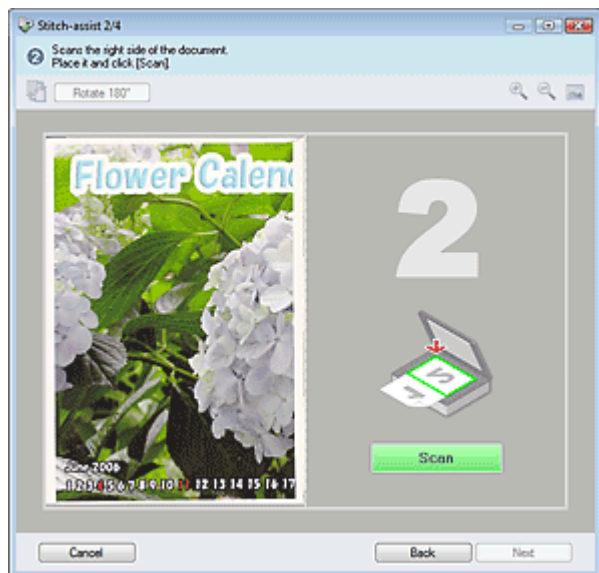 Stitch-assist 2/4
2 Scans the right side of the document.
Place it and click [Scan].
Rotate 180°
Flower Calen
2
Scan
June 2006
1 2 3 4 5 6 7 8 9 10 11 12 13 14 15 16 17
Cancel Back Next